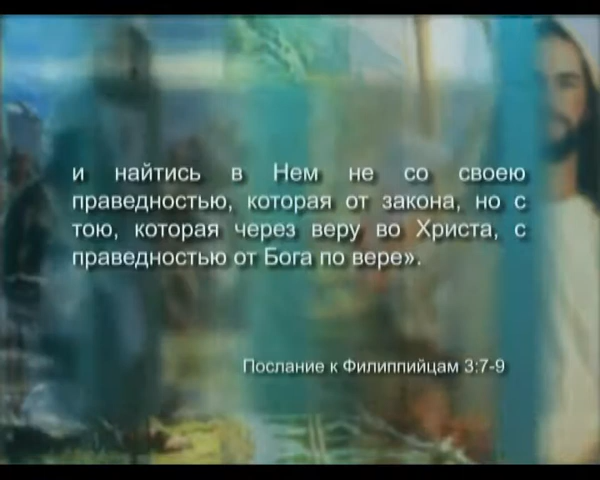 и найтись в Нем не со своею
праведностью, которая от закона, но с
тою, которая через веру во Христа, с
праведностью от Бога по вере».
Послание к Филиппийцам 3:7-9